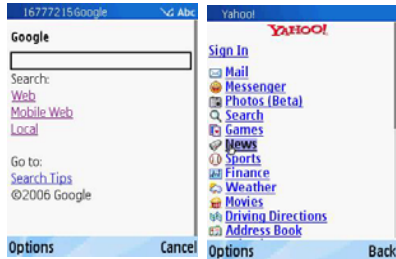 16777215Google
Abc
Google
Search:
Web
Mobile Web
Local
Go to:
Search Tips
©2006 Google
Options Cancel
Yahoo!
YAHOO!
Sign In
Mail
Messenger
Photos (Beta)
Search
Games
News
Sports
Finance
Weather
Movies
Driving Directions
Address Book
Options Back